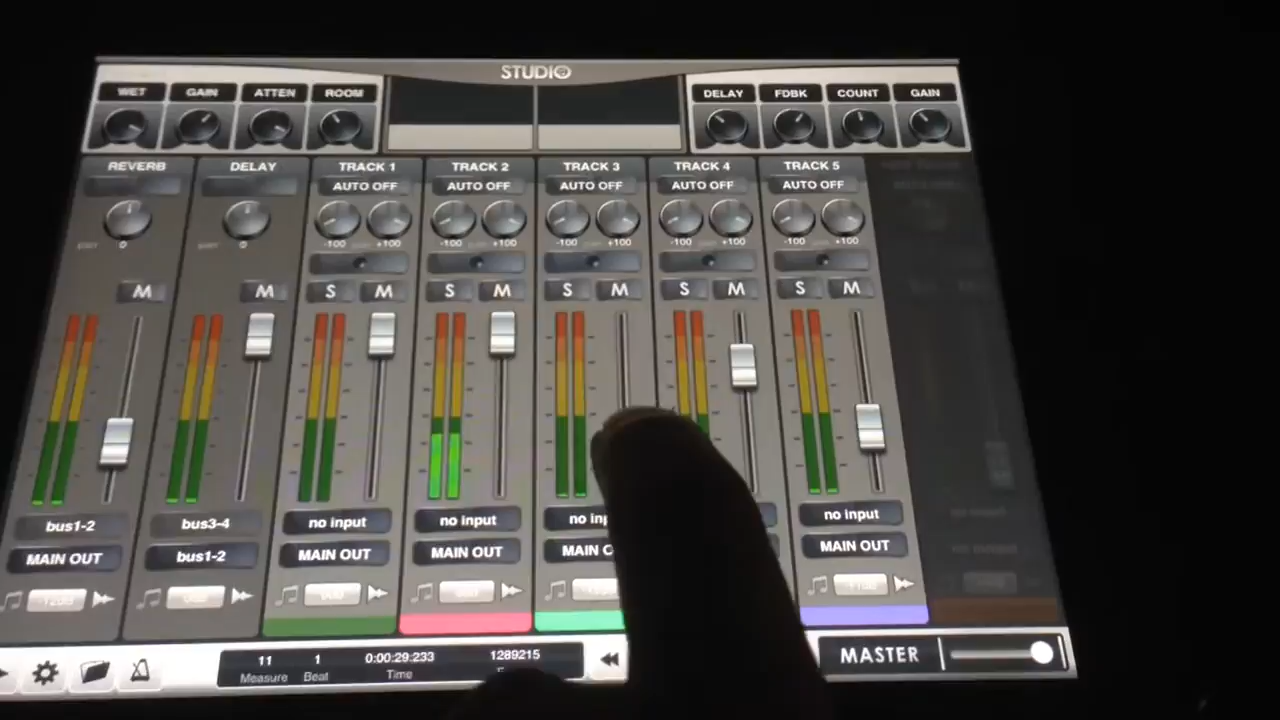 STUDIO
WET GAIN ATTEN ROOM DELAY FDBK COUNT GAIN
REVERB DELAY TRACK 1 TRACK 2 TRACK 3 TRACK 4 TRACK 5
AUTO OFF AUTO OFF AUTO OFF AUTO OFF AUTO OFF
0 0 -100 +100 -100 +100 -100 +100 -100 +100 -100 +100
M M S M S M S M S M S M
bus1-2 bus3-4 no input no input no inp no input
MAIN OUT bus1-2 MAIN OUT MAIN OUT MAIN O MAIN OUT
11 1 0:00:29:233 1289215
Measure Beat Time
MASTER